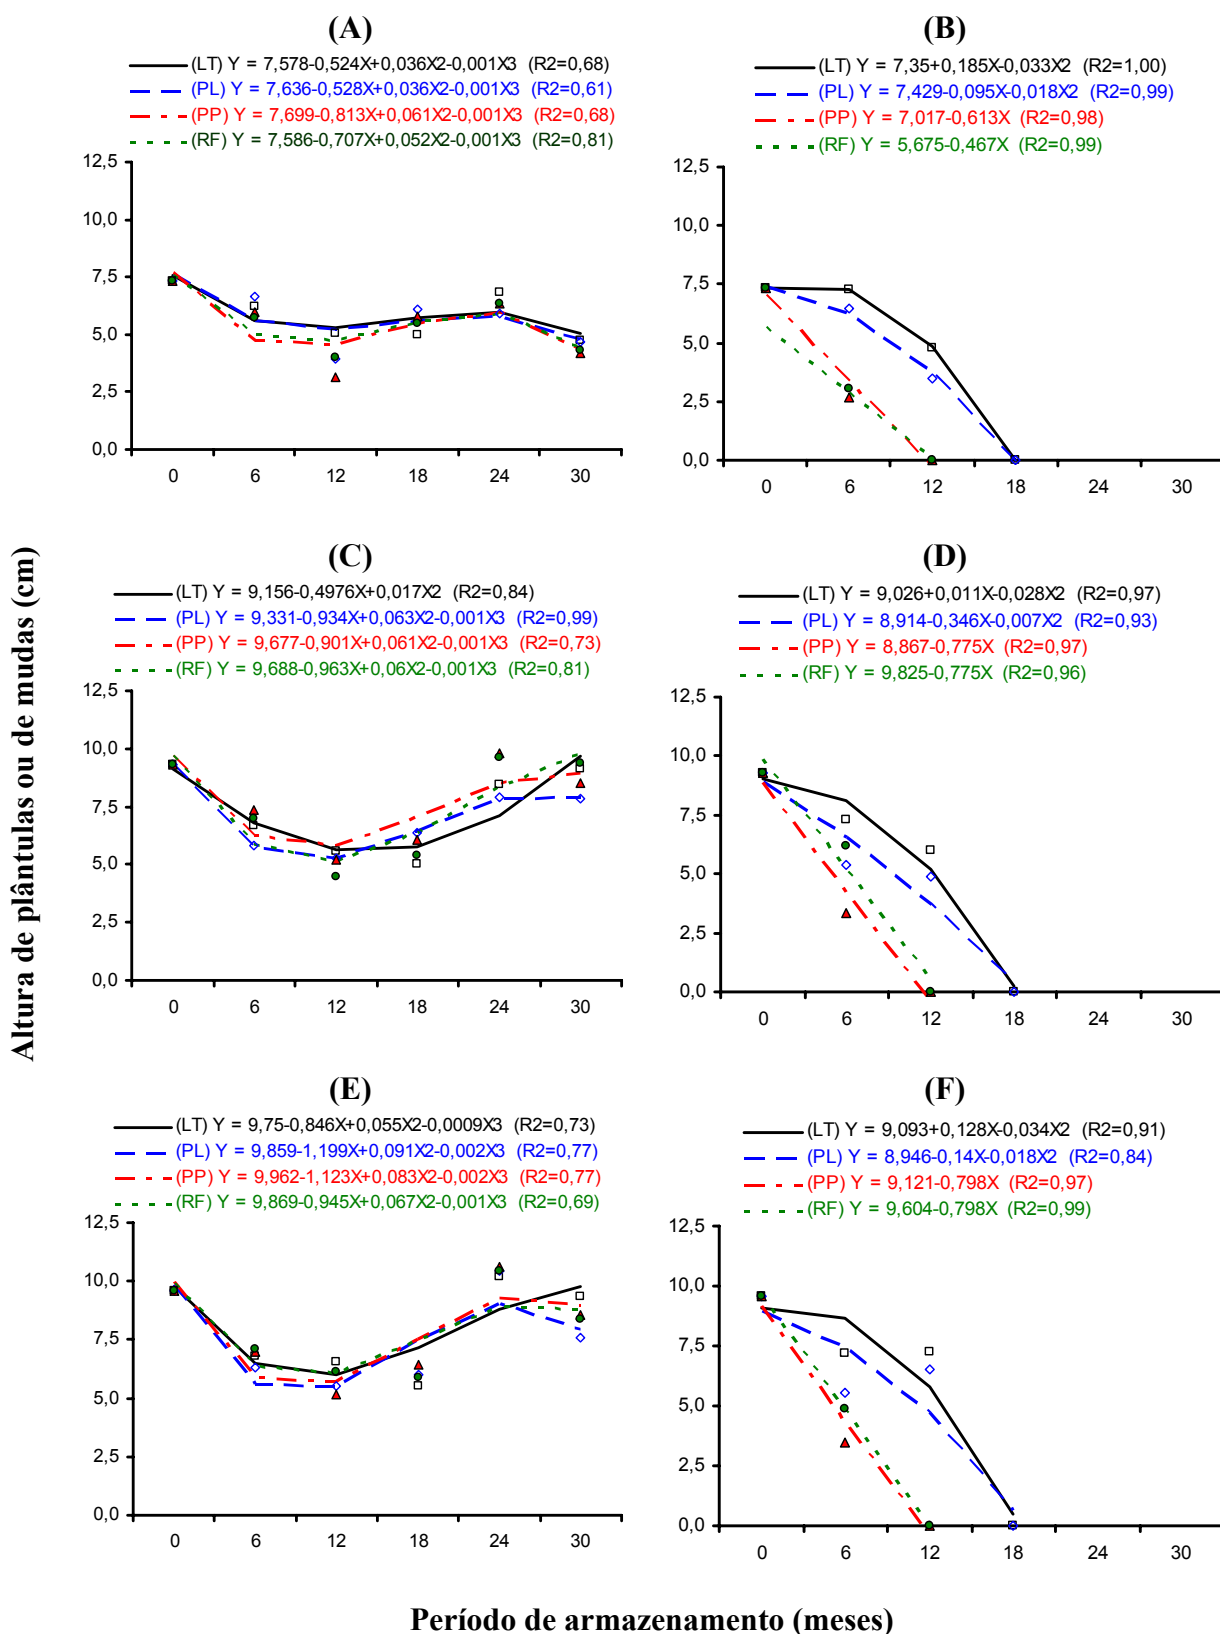 (A)
(LT) Y = 7,578-0,524X+0,036X2-0,001X3 (R2=0,68)
(PL) Y = 7,636-0,528X+0,036X2-0,001X3 (R2=0,61)
(PP) Y = 7,699-0,813X+0,061X2-0,001X3 (R2=0,68)
(RF) Y = 7,586-0,707X+0,052X2-0,001X3 (R2=0,81)
12,5
10,0
7,5
5,0
2,5
0,0
0 6 12 18 24 30
(B)
(LT) Y = 7,35+0,185X-0,033X2 (R2=1,00)
(PL) Y = 7,429-0,095X-0,018X2 (R2=0,99)
(PP) Y = 7,017-0,613X (R2=0,98)
(RF) Y = 5,675-0,467X (R2=0,99)
12,5
10,0
7,5
5,0
2,5
0,0
0 6 12 18 24 30
Altura de plântulas ou de mudas (cm)
(C)
(LT) Y = 9,156-0,4976X+0,017X2 (R2=0,84)
(PL) Y = 9,331-0,934X+0,063X2-0,001X3 (R2=0,99)
(PP) Y = 9,677-0,901X+0,061X2-0,001X3 (R2=0,73)
(RF) Y = 9,688-0,963X+0,06X2-0,001X3 (R2=0,81)
12,5
10,0
7,5
5,0
2,5
0,0
0 6 12 18 24 30
(D)
(LT) Y = 9,026+0,011X-0,028X2 (R2=0,97)
(PL) Y = 8,914-0,346X-0,007X2 (R2=0,93)
(PP) Y = 8,867-0,775X (R2=0,97)
(RF) Y = 9,825-0,775X (R2=0,96)
12,5
10,0
7,5
5,0
2,5
0,0
0 6 12 18 24 30
(E)
(LT) Y = 9,75-0,846X+0,055X2-0,0009X3 (R2=0,73)
(PL) Y = 9,859-1,199X+0,091X2-0,002X3 (R2=0,77)
(PP) Y = 9,962-1,123X+0,083X2-0,002X3 (R2=0,77)
(RF) Y = 9,869-0,945X+0,067X2-0,001X3 (R2=0,69)
12,5
10,0
7,5
5,0
2,5
0,0
0 6 12 18 24 30
(F)
(LT) Y = 9,093+0,128X-0,034X2 (R2=0,91)
(PL) Y = 8,946-0,14X-0,018X2 (R2=0,84)
(PP) Y = 9,121-0,798X (R2=0,97)
(RF) Y = 9,604-0,798X (R2=0,99)
12,5
10,0
7,5
5,0
2,5
0,0
0 6 12 18 24 30
Período de armazenamento (meses)